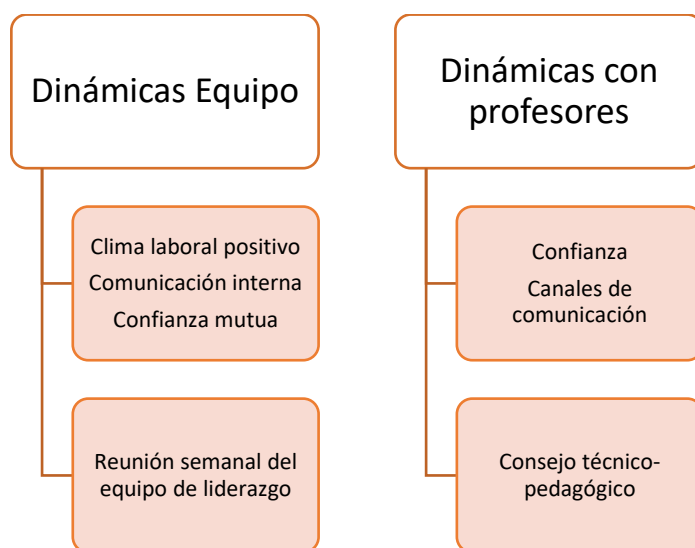 Dinámicas Equipo
Clima laboral positivo
Comunicación interna
Confianza mutua
Reunión semanal del
equipo de liderazgo
Dinámicas con
profesores
Confianza
Canales de
comunicación
Consejo técnico-
pedagógico